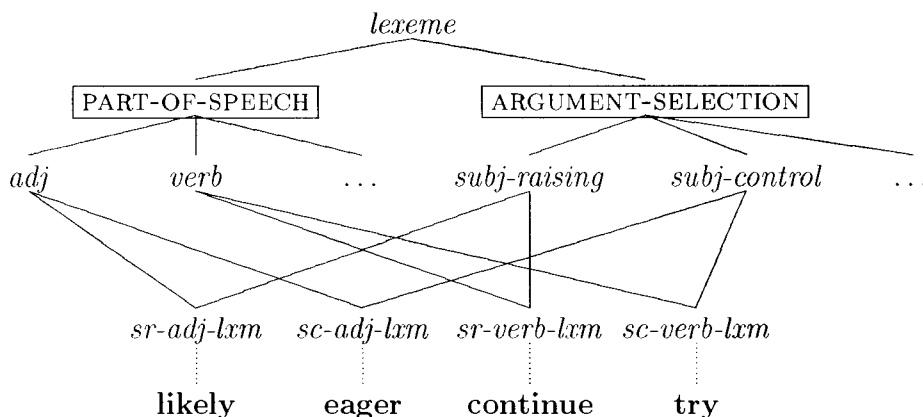 lexeme
PART-OF-SPEECH ARGUMENT-SELECTION
adj verb ... subj-raising subj-control ...
sr-adj-lxm sc-adj-lxm sr-verb-lxm sc-verb-lxm
likely eager continue try